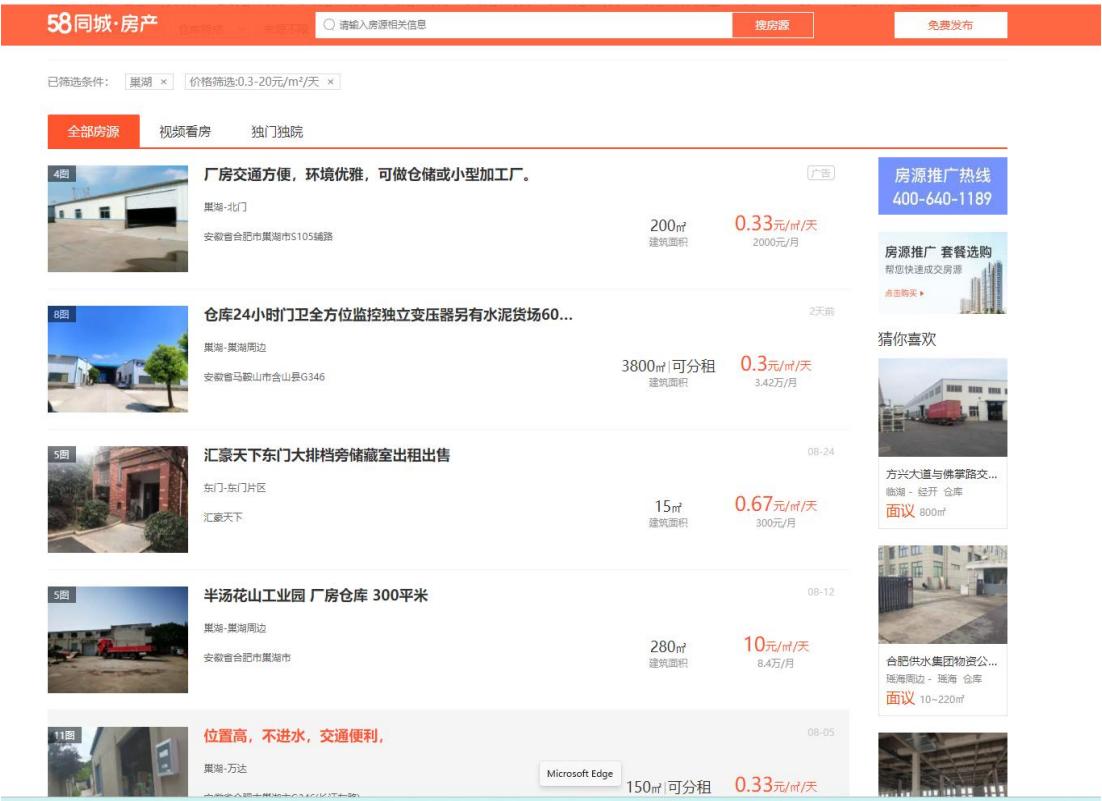 58同城·房产
请输入房源相关信息
搜房源
免费发布
已筛选条件： 巢湖 × 价格筛选:0.3-20元/m²/天 ×
全部房源 视频看房 独门独院
4图
厂房交通方便，环境优雅，可做仓储或小型加工厂。
广告
巢湖-北门
安徽省合肥市巢湖市S105辅路
200㎡
建筑面积
0.33元/㎡/天
2000元/月
8图
仓库24小时门卫全方位监控独立变压器另有水泥货场60...
2天前
巢湖-巢湖周边
安徽省马鞍山市含山县G346
3800㎡|可分租
建筑面积
0.3元/㎡/天
3.42万/月
5图
汇豪天下东门大排档旁储藏室出租出售
08-24
东门-东门片区
汇豪天下
15㎡
建筑面积
0.67元/㎡/天
300元/月
5图
半汤花山工业园 厂房仓库 300平米
08-12
巢湖-巢湖周边
安徽省合肥市巢湖市
280㎡
建筑面积
10元/㎡/天
8.4万/月
11图
位置高，不进水，交通便利，
08-05
巢湖-万达
150㎡|可分租
0.33元/㎡/天
Microsoft Edge
房源推广热线
400-640-1189
房源推广 套餐选购
帮您快速成交房源
点击购买
猜你喜欢
方兴大道与佛掌路交...
临湖 - 经开 仓库
面议 800㎡
合肥供水集团物资公...
瑶海周边 - 瑶海 仓库
面议 10~220㎡